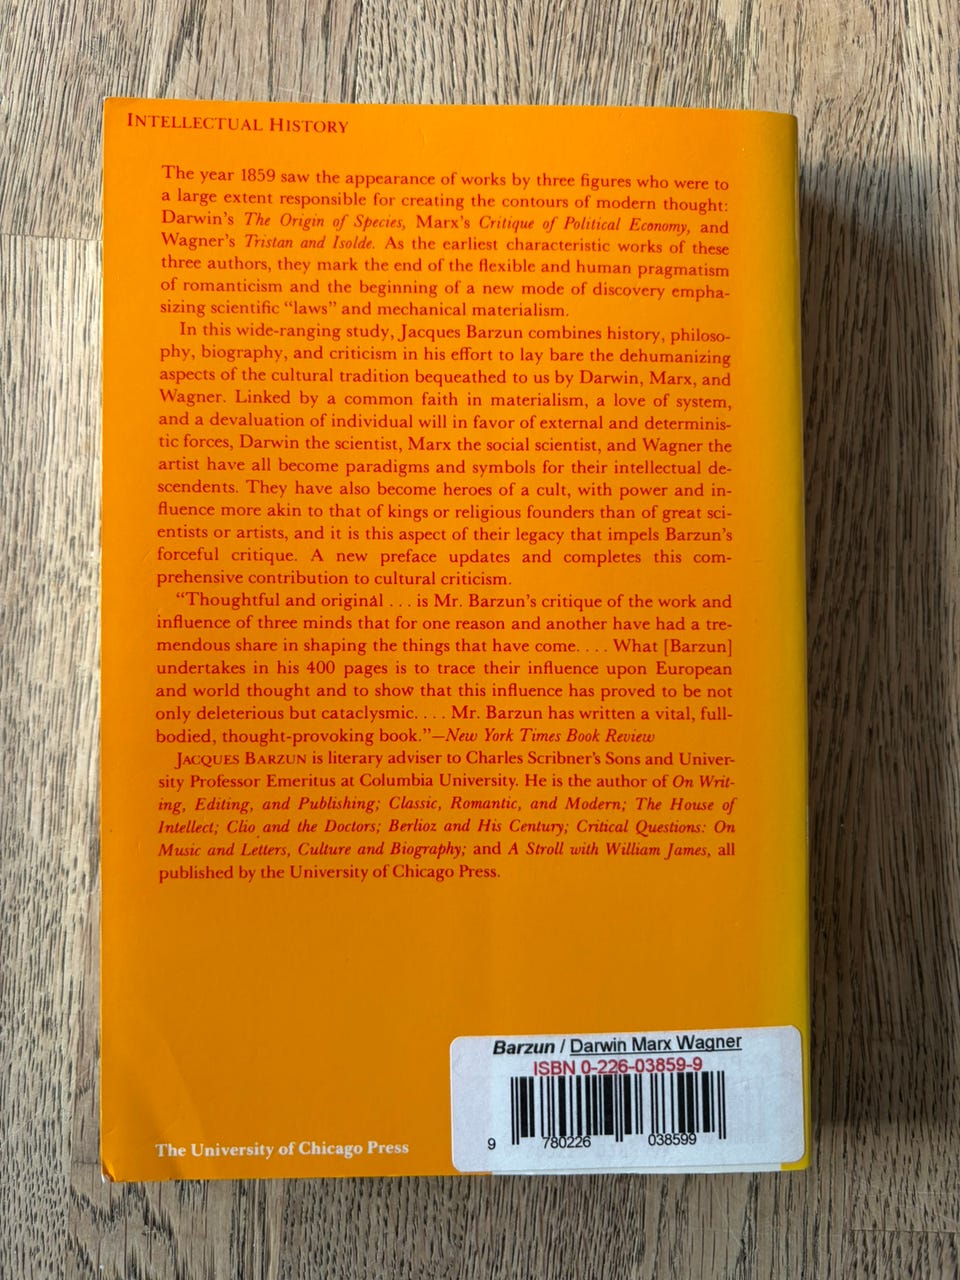 INTELLECTUAL HISTORY
The year 1859 saw the appearance of works by three figures who were to
a large extent responsible for creating the contours of modern thought:
Darwin's The Origin of Species, Marx's Critique of Political Economy, and
Wagner's Tristan and Isolde. As the earliest characteristic works of these
three authors, they mark the end of the flexible and human pragmatism
of romanticism and the beginning of a new mode of discovery empha-
sizing scientific “laws” and mechanical materialism.
In this wide-ranging study, Jacques Barzun combines history, philoso-
phy, biography, and criticism in his effort to lay bare the dehumanizing
aspects of the cultural tradition bequeathed to us by Darwin, Marx, and
Wagner. Linked by a common faith in materialism, a love of system,
and a devaluation of individual will in favor of external and determinis-
tic forces, Darwin the scientist, Marx the social scientist, and Wagner the
artist have all become paradigms and symbols for their intellectual de-
scendents. They have also become heroes of a cult, with power and in-
fluence more akin to that of kings or religious founders than of great sci-
entists or artists, and it is this aspect of their legacy that impels Barzun's
forceful critique. A new preface updates and completes this com-
prehensive contribution to cultural criticism.
“Thoughtful and original . . . is Mr. Barzun's critique of the work and
influence of three minds that for one reason and another have had a tre-
mendous share in shaping the things that have come. . . . What [Barzun]
undertakes in his 400 pages is to trace their influence upon European
and world thought and to show that this influence has proved to be not
only deleterious but cataclysmic. . . . Mr. Barzun has written a vital, full-
bodied, thought-provoking book.”—New York Times Book Review
JACQUES BARZUN is literary adviser to Charles Scribner's Sons and Univer-
sity Professor Emeritus at Columbia University. He is the author of On Writ-
ing, Editing, and Publishing; Classic, Romantic, and Modern; The House of
Intellect; Clio and the Doctors; Berlioz and His Century; Critical Questions: On
Music and Letters, Culture and Biography; and A Stroll with William James, all
published by the University of Chicago Press.
Barzun / Darwin Marx Wagner
ISBN 0-226-03859-9
9 780226 038599
The University of Chicago Press